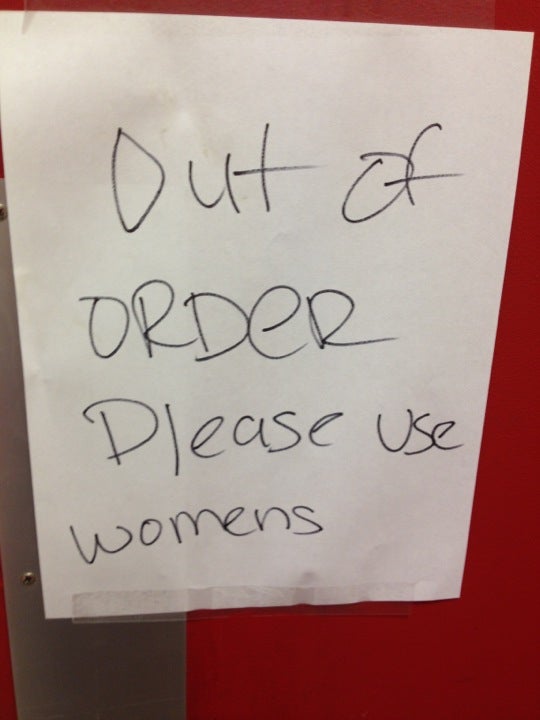 Out of
ORDeR
Please use
womens